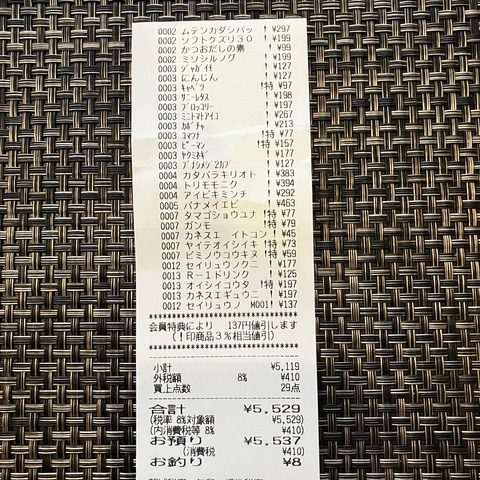 0002 ムテンカダシパッ ! ¥297
0002 ソフトケズリ30 ! ¥199
0002 かつおだしの素 ! ¥99
0002 ミソシルノグ ! ¥199
0003 ジャガイモ ! ¥127
0003 にんじん ! ¥127
0003 キャベツ !特 ¥97
0003 サニーレタス ! ¥198
0003 ブロッコリー ! ¥197
0003 ミニトマトアイコ ! ¥267
0003 カボチャ ! ¥213
0003 コマツナ !特 ¥77
0003 ピーマン !特 ¥157
0003 ヤクミネギ ! ¥177
0003 ブナシメジ2カブ ! ¥127
0004 カタバラキリオト ! ¥383
0004 トリモモニク ! ¥394
0004 アイビキミンチ ! ¥292
0005 バナメイエビ ! ¥463
0007 タマゴショウユナ !特 ¥77
0007 ガンモ !特 ¥79
0007 カネスエ イトコン ! ¥45
0007 ヤイテオイシイキ !特 ¥73
0007 ビミノウコウキヌ !特 ¥59
0012 セイリュウノクニ ! ¥177
0013 R-1ドリンク ! ¥125
0013 オイシイコウタ !特 ¥197
0013 カネスエギュウニ ! ¥197
0012 セイリュウノ M001! ¥137
********************************
会員特典により 137円値引します
(!印商品3%相当値引)
********************************
小計 ¥5,119
外税額 8% ¥410
買上点数 29点
合計 ¥5,529
(税率 8%対象額 ¥5,529)
(内消費税等 8% ¥410)
お預り ¥5,537
(消費税 ¥410)
お釣り ¥8